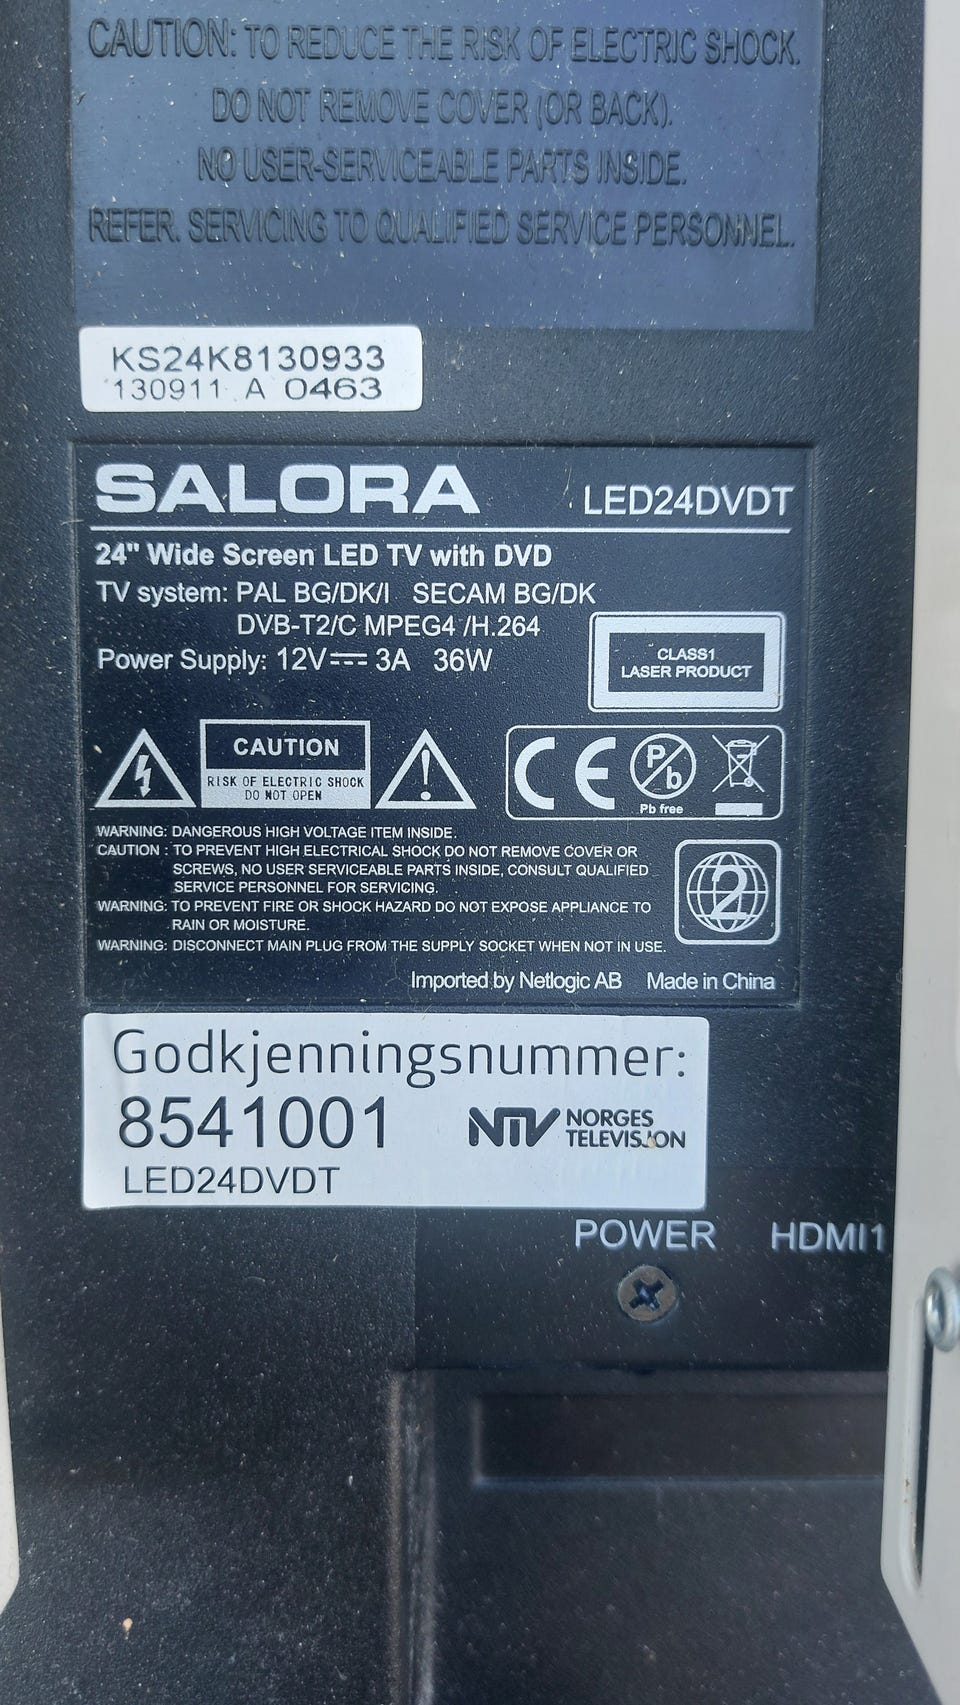 CAUTION: TO REDUCE THE RISK OF ELECTRIC SHOCK.
DO NOT REMOVE COVER (OR BACK).
NO USER-SERVICEABLE PARTS INSIDE.
REFER. SERVICING TO QUALIFIED SERVICE PERSONNEL.
KS24K8130933
130911 A 0463
SALORA LED24DVDT
24" Wide Screen LED TV with DVD
TV system: PAL BG/DK/I SECAM BG/DK
DVB-T2/C MPEG4 /H.264
Power Supply: 12V⎓ 3A 36W
CLASS1
LASER PRODUCT
CAUTION
RISK OF ELECTRIC SHOCK
DO NOT OPEN
CE Pb
Pb free
WARNING: DANGEROUS HIGH VOLTAGE ITEM INSIDE.
CAUTION : TO PREVENT HIGH ELECTRICAL SHOCK DO NOT REMOVE COVER OR
SCREWS, NO USER SERVICEABLE PARTS INSIDE, CONSULT QUALIFIED
SERVICE PERSONNEL FOR SERVICING.
WARNING: TO PREVENT FIRE OR SHOCK HAZARD DO NOT EXPOSE APPLIANCE TO
RAIN OR MOISTURE.
WARNING: DISCONNECT MAIN PLUG FROM THE SUPPLY SOCKET WHEN NOT IN USE.
2
Imported by Netlogic AB Made in China
Godkjenningsnummer:
8541001 NTV NORGES
TELEVISJON
LED24DVDT
POWER HDMI1